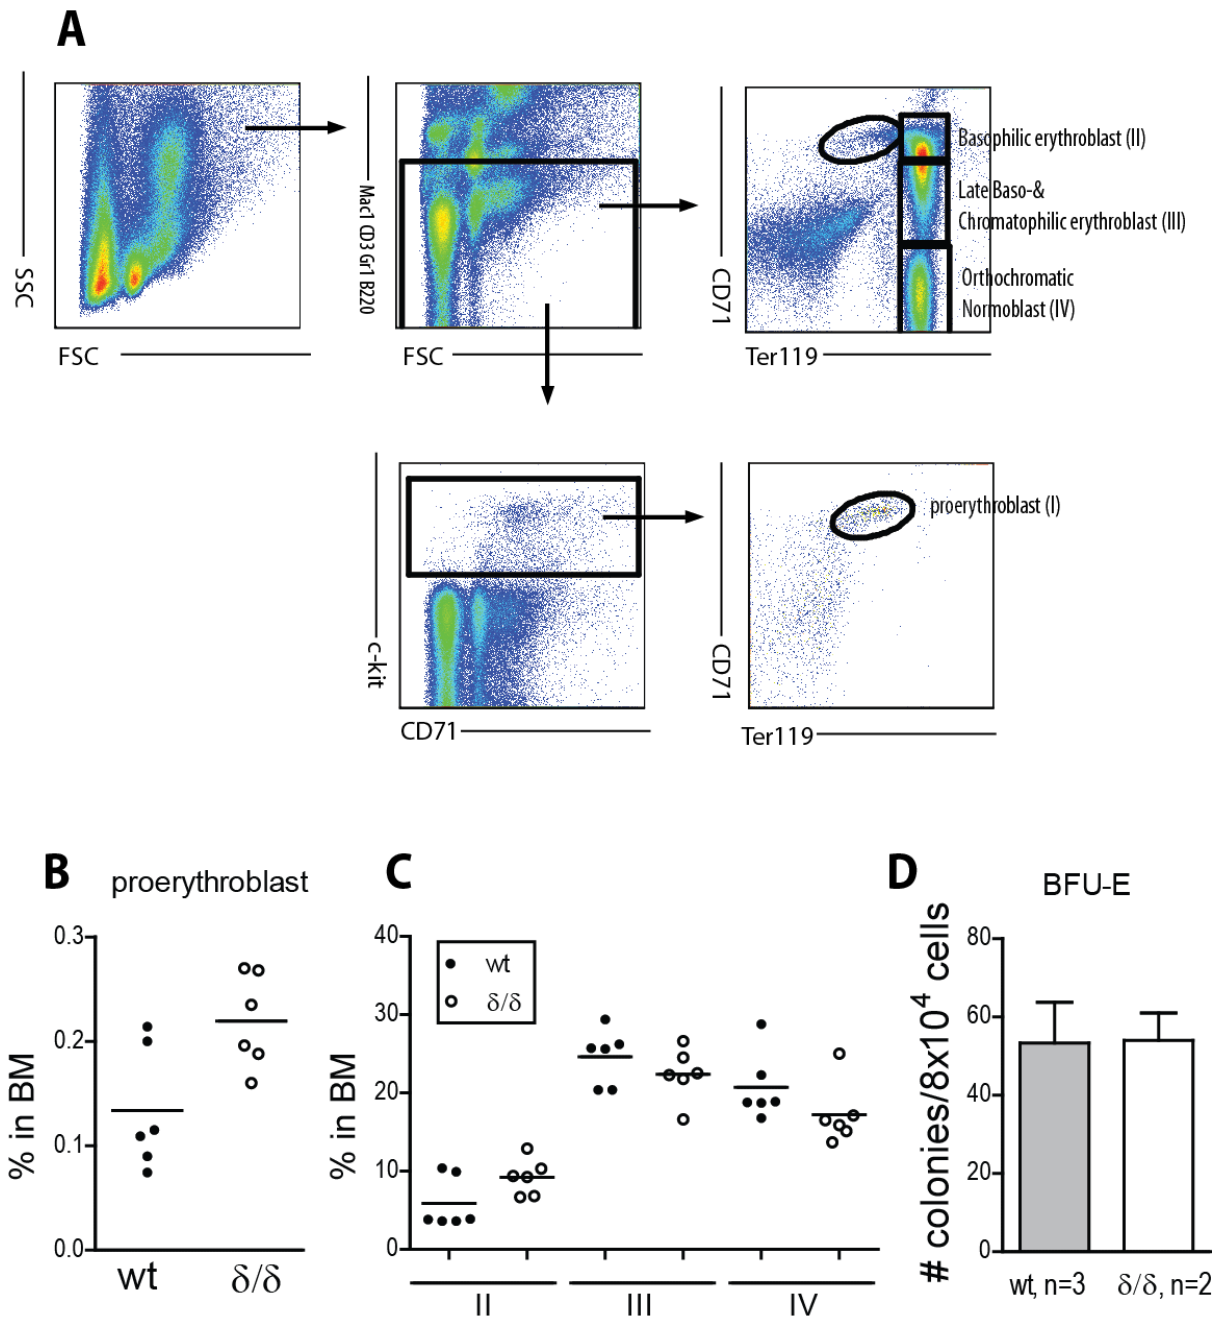 A
SSC
FSC
Mac1 CD3 Gr1 B220
FSC
CD71
Ter119
Basophilic erythroblast (II)
Late Baso-&
Chromatophilic erythroblast (III)
Orthochromatic
Normoblast (IV)
c-kit
CD71
CD71
Ter119
proerythroblast (I)
B
proerythroblast
% in BM
0.3
0.2
0.1
0.0
wt
δ/δ
C
% in BM
40
30
20
10
0
wt
δ/δ
II
III
IV
D
BFU-E
# colonies/8x10⁴ cells
80
60
40
20
0
wt, n=3
δ/δ, n=2